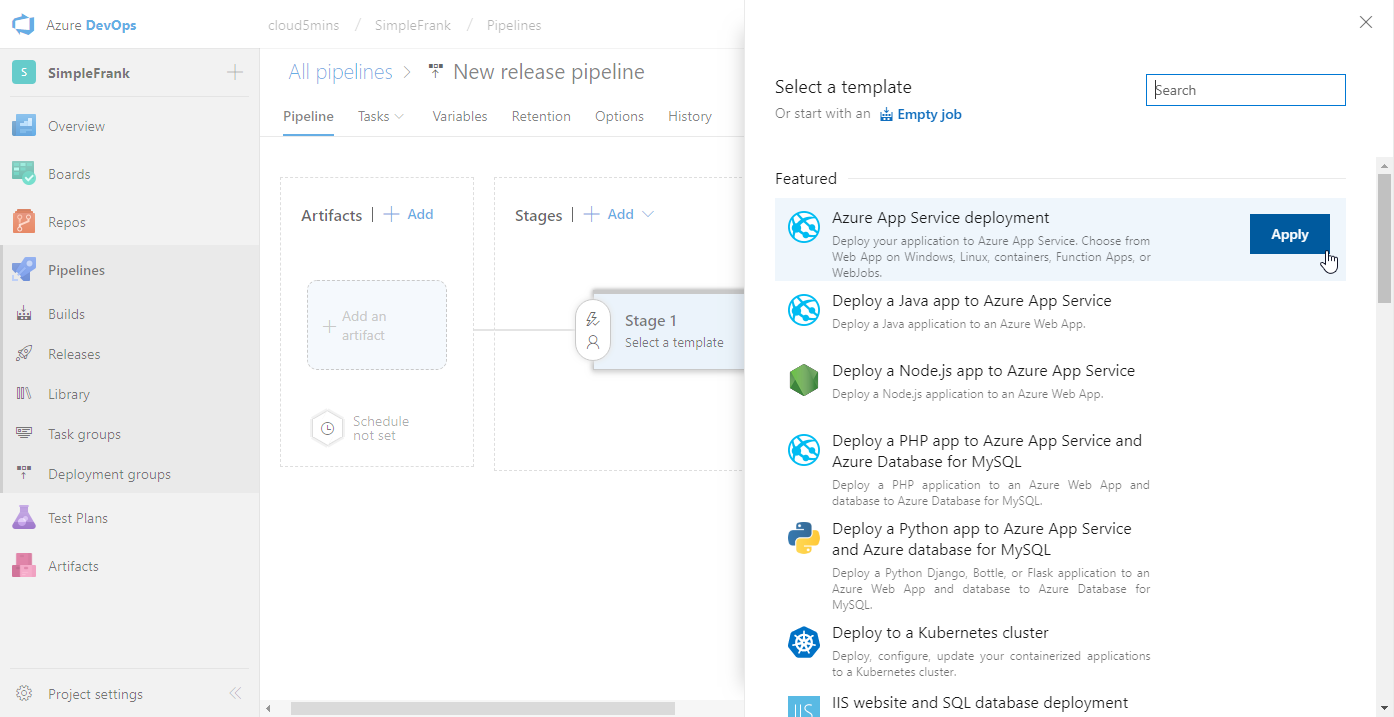 Azure DevOps
cloud5mins / SimpleFrank / Pipelines
S SimpleFrank
Overview
Boards
Repos
Pipelines
Builds
Releases
Library
Task groups
Deployment groups
Test Plans
Artifacts
Project settings
All pipelines > New release pipeline
Pipeline Tasks Variables Retention Options History
Artifacts | + Add
Add an
artifact
Schedule
not set
Stages | + Add
Stage 1
Select a template
Select a template
Search
Or start with an Empty job
Featured
Azure App Service deployment
Deploy your application to Azure App Service. Choose from
Web App on Windows, Linux, containers, Function Apps, or
WebJobs.
Apply
Deploy a Java app to Azure App Service
Deploy a Java application to an Azure Web App.
Deploy a Node.js app to Azure App Service
Deploy a Node.js application to an Azure Web App.
Deploy a PHP app to Azure App Service and
Azure Database for MySQL
Deploy a PHP application to an Azure Web App and
database to Azure Database for MySQL.
Deploy a Python app to Azure App Service
and Azure database for MySQL
Deploy a Python Django, Bottle, or Flask application to an
Azure Web App and database to Azure Database for
MySQL.
Deploy to a Kubernetes cluster
Deploy, configure, update your containerized applications
to a Kubernetes cluster.
IIS website and SQL database deployment
IIS